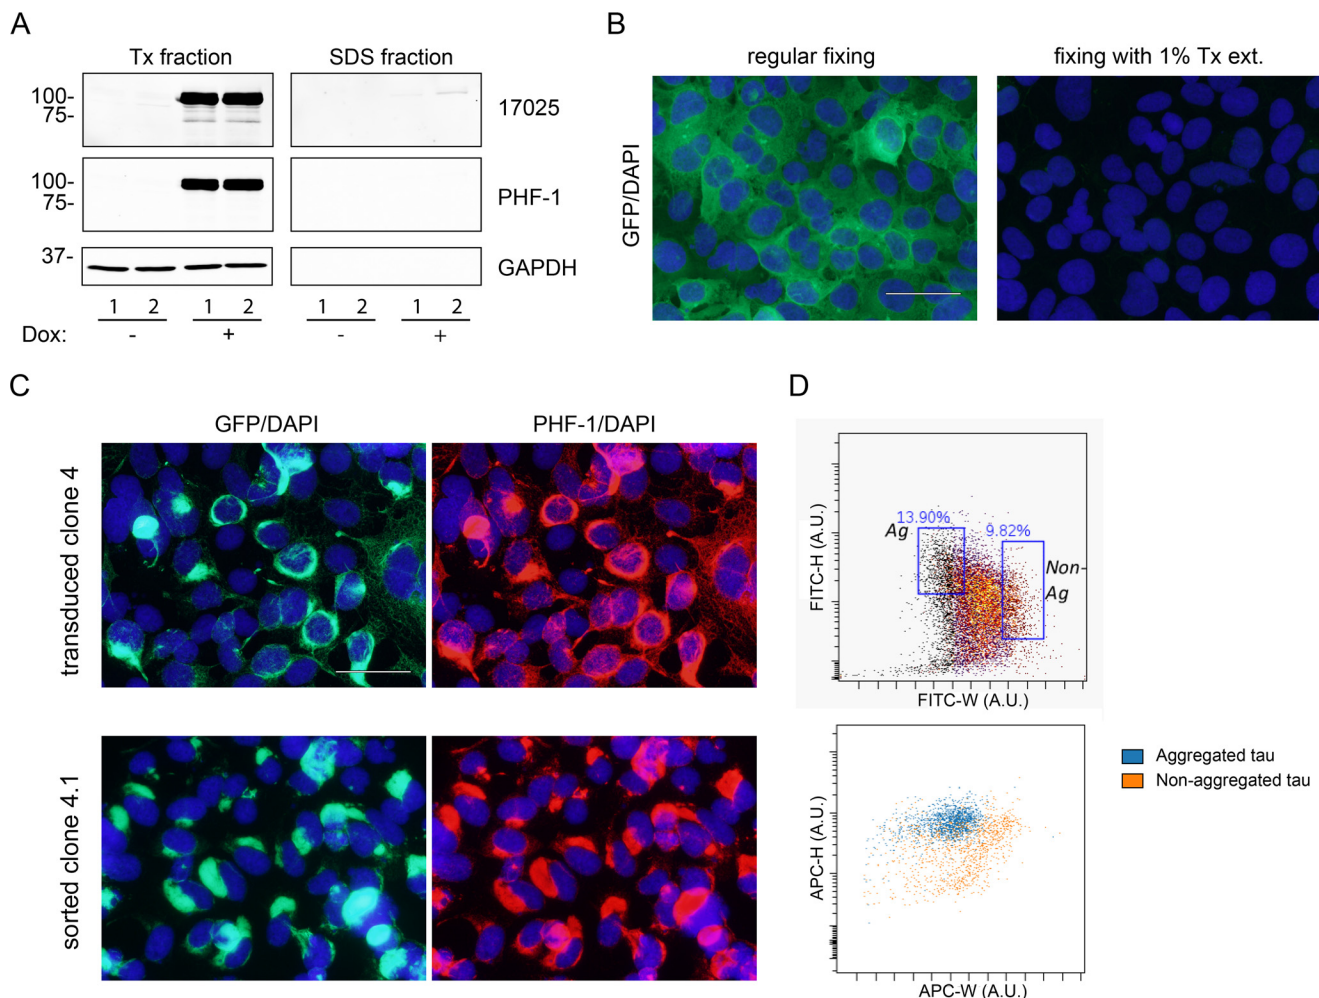 A
Tx fraction
SDS fraction
100-
75-
17025
100-
75-
PHF-1
37-
GAPDH
1 2 1 2 1 2 1 2
Dox: - + - +
B
regular fixing
fixing with 1% Tx ext.
GFP/DAPI
C
GFP/DAPI
PHF-1/DAPI
transduced clone 4
sorted clone 4.1
D
13.90%
Ag
9.82%
Non-
Ag
FITC-H (A.U.)
FITC-W (A.U.)
APC-H (A.U.)
APC-W (A.U.)
Aggregated tau
Non-aggregated tau